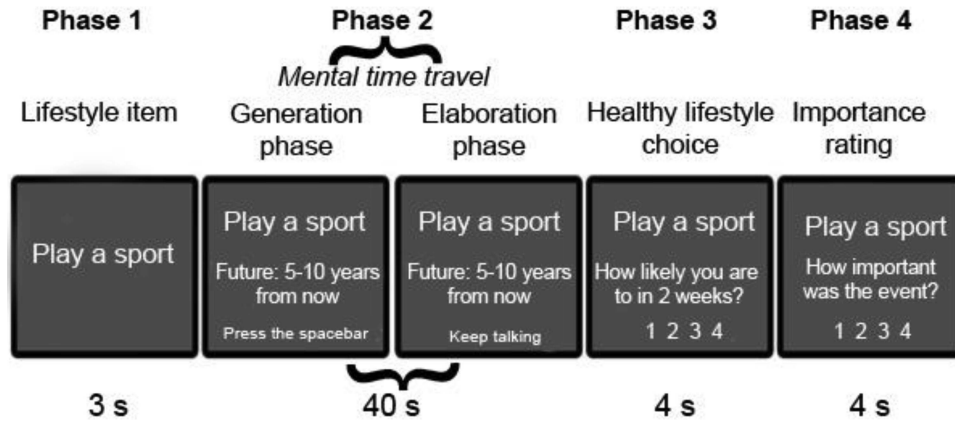 Phase 1
Phase 2
Phase 3
Phase 4
Mental time travel
Lifestyle item
Generation
phase
Elaboration
phase
Healthy lifestyle
choice
Importance
rating
Play a sport
Play a sport
Future: 5-10 years
from now
Press the spacebar
Play a sport
Future: 5-10 years
from now
Keep talking
Play a sport
How likely you are
to in 2 weeks?
1 2 3 4
Play a sport
How important
was the event?
1 2 3 4
3 s
40 s
4 s
4 s